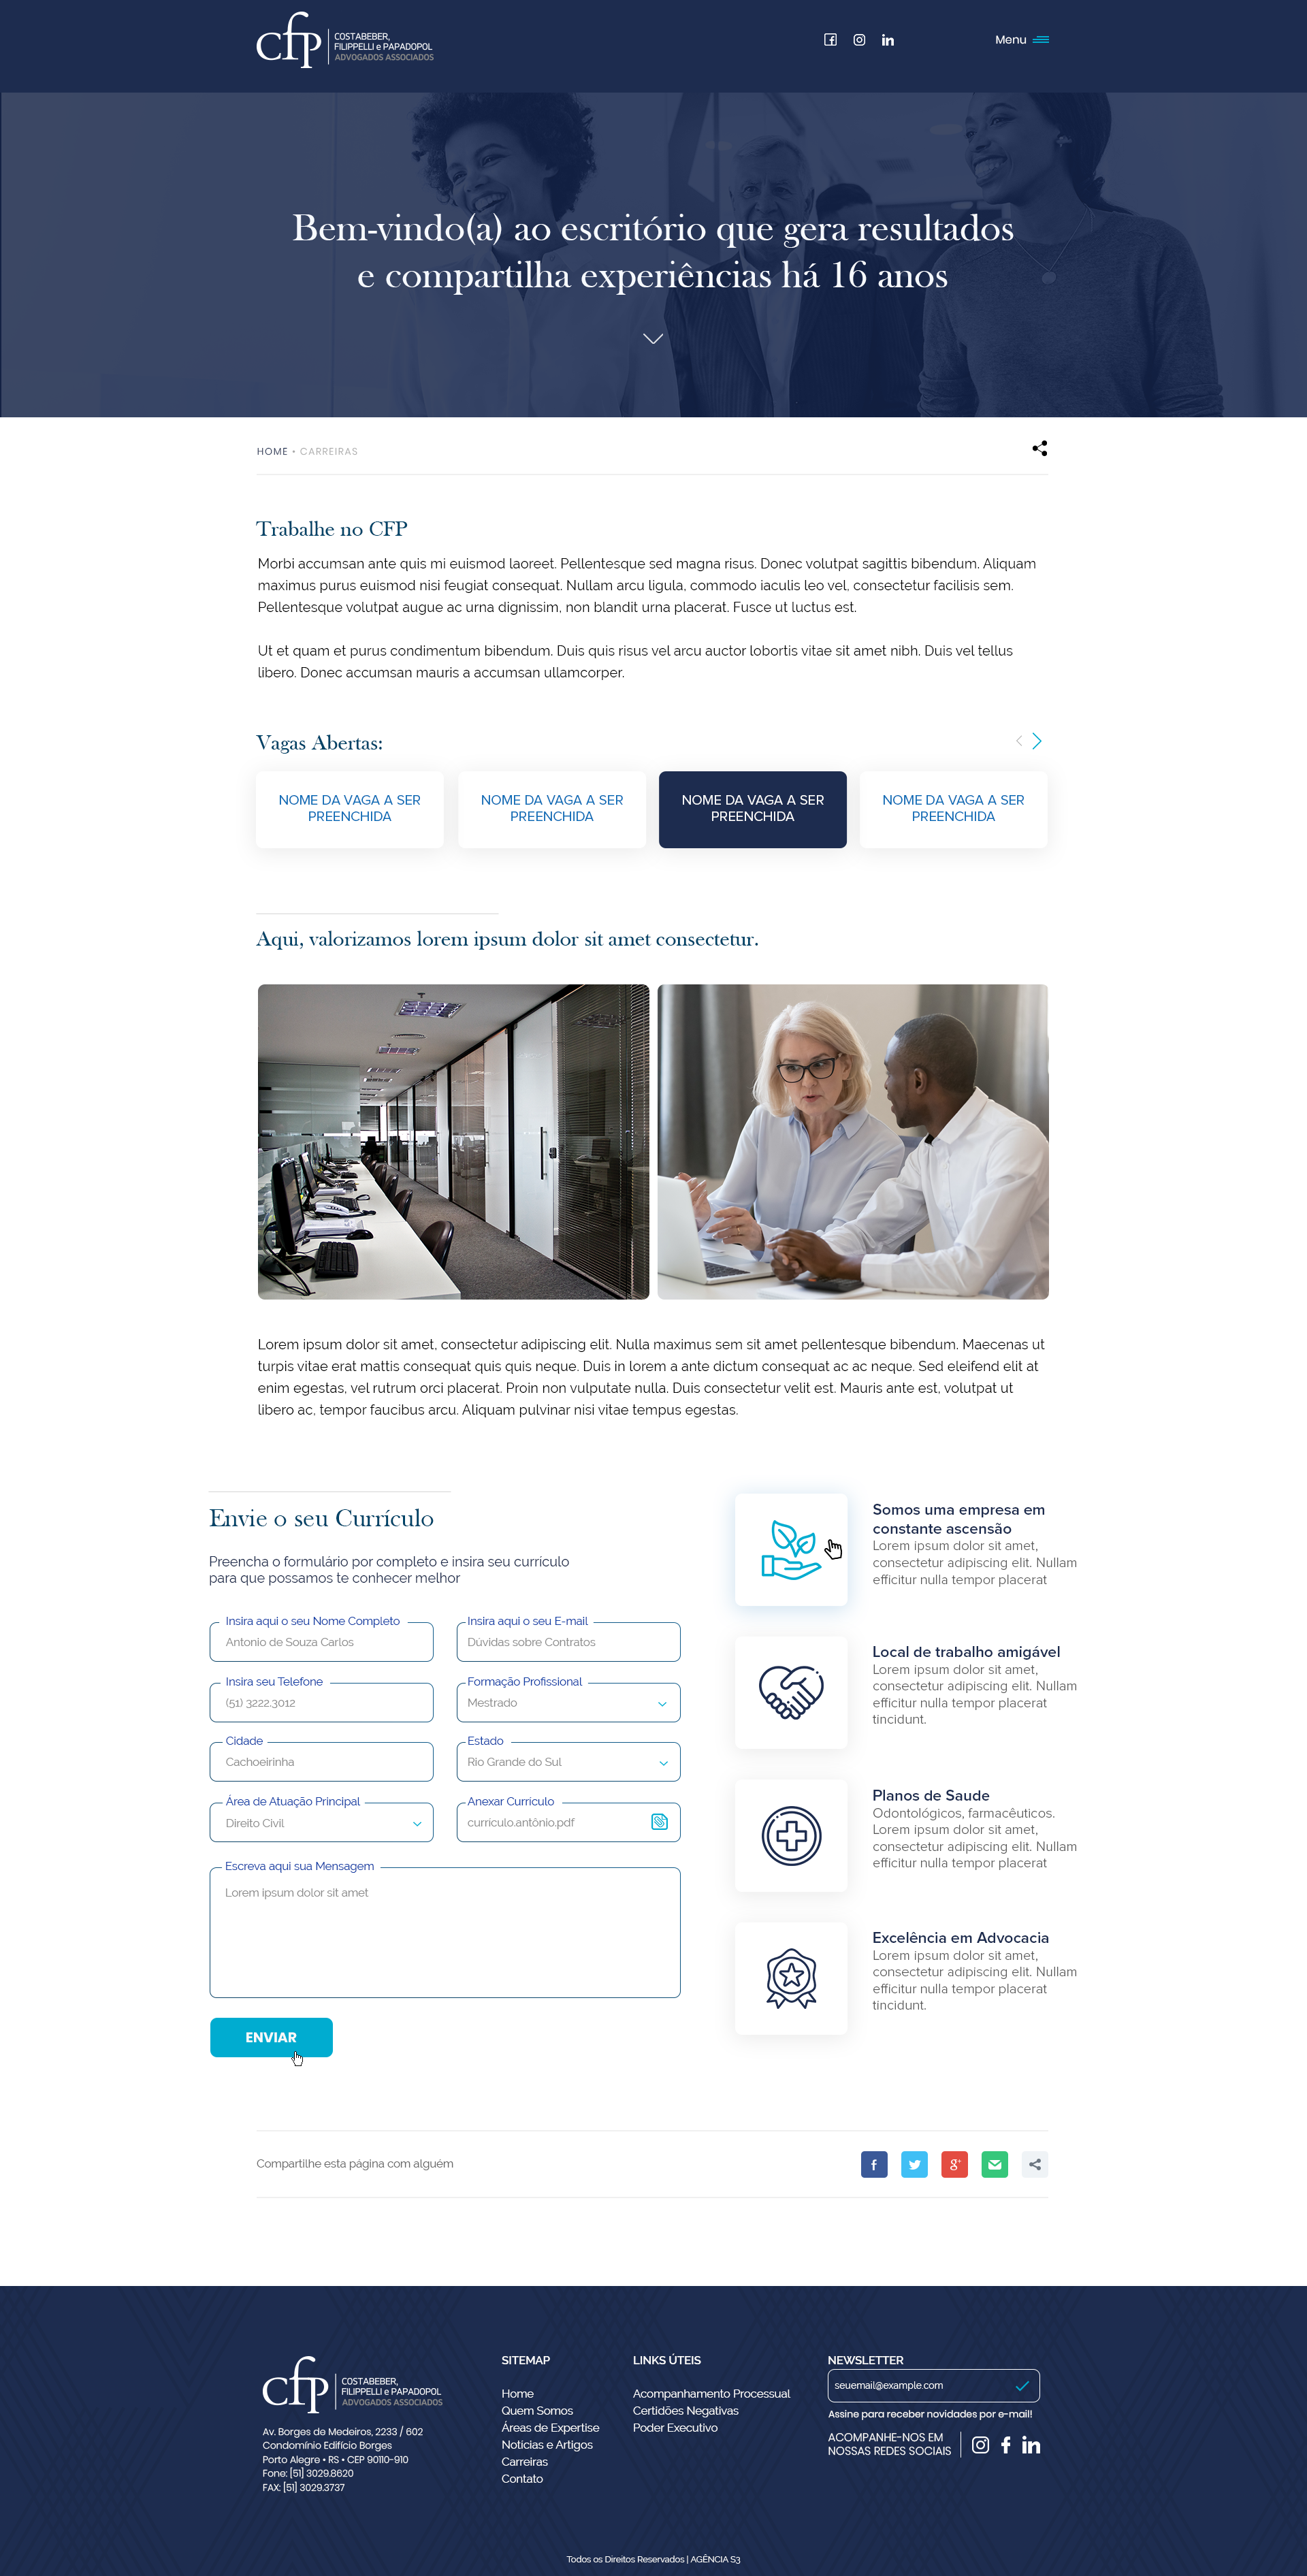 cfp
COSTABEBER,
FILIPPELLI e PAPADOPOL
ADVOGADOS ASSOCIADOS
Menu
Bem-vindo(a) ao escritório que gera resultados
e compartilha experiências há 16 anos
HOME • CARREIRAS
Trabalhe no CFP
Morbi accumsan ante quis mi euismod laoreet. Pellentesque sed magna risus. Donec volutpat sagittis bibendum. Aliquam
maximus purus euismod nisi feugiat consequat. Nullam arcu ligula, commodo iaculis leo vel, consectetur facilisis sem.
Pellentesque volutpat augue ac urna dignissim, non blandit urna placerat. Fusce ut luctus est.
Ut et quam et purus condimentum bibendum. Duis quis risus vel arcu auctor lobortis vitae sit amet nibh. Duis vel tellus
libero. Donec accumsan mauris a accumsan ullamcorper.
Vagas Abertas:
NOME DA VAGA A SER
PREENCHIDA
NOME DA VAGA A SER
PREENCHIDA
NOME DA VAGA A SER
PREENCHIDA
NOME DA VAGA A SER
PREENCHIDA
Aqui, valorizamos lorem ipsum dolor sit amet consectetur.
Lorem ipsum dolor sit amet, consectetur adipiscing elit. Nulla maximus sem sit amet pellentesque bibendum. Maecenas ut
turpis vitae erat mattis consequat quis quis neque. Duis in lorem a ante dictum consequat ac ac neque. Sed eleifend elit at
enim egestas, vel rutrum orci placerat. Proin non vulputate nulla. Duis consectetur velit est. Mauris ante est, volutpat ut
libero ac, tempor faucibus arcu. Aliquam pulvinar nisi vitae tempus egestas.
Envie o seu Currículo
Preencha o formulário por completo e insira seu currículo
para que possamos te conhecer melhor
Insira aqui o seu Nome Completo
Antonio de Souza Carlos
Insira aqui o seu E-mail
Dúvidas sobre Contratos
Insira seu Telefone
(51) 3222.3012
Formação Profissional
Mestrado
Cidade
Cachoeirinha
Estado
Rio Grande do Sul
Área de Atuação Principal
Direito Civil
Anexar Currículo
currículo.antônio.pdf
Escreva aqui sua Mensagem
Lorem ipsum dolor sit amet
ENVIAR
Somos uma empresa em
constante ascensão
Lorem ipsum dolor sit amet,
consectetur adipiscing elit. Nullam
efficitur nulla tempor placerat
Local de trabalho amigável
Lorem ipsum dolor sit amet,
consectetur adipiscing elit. Nullam
efficitur nulla tempor placerat
tincidunt.
Planos de Saude
Odontológicos, farmacêuticos.
Lorem ipsum dolor sit amet,
consectetur adipiscing elit. Nullam
efficitur nulla tempor placerat
Excelência em Advocacia
Lorem ipsum dolor sit amet,
consectetur adipiscing elit. Nullam
efficitur nulla tempor placerat
tincidunt.
Compartilhe esta página com alguém
cfp
COSTABEBER,
FILIPPELLI e PAPADOPOL
ADVOGADOS ASSOCIADOS
Av. Borges de Medeiros, 2233 / 602
Condomínio Edifício Borges
Porto Alegre • RS • CEP 90110-910
Fone: [51] 3029.8620
FAX: [51] 3029.3737
SITEMAP
Home
Quem Somos
Áreas de Expertise
Notícias e Artigos
Carreiras
Contato
LINKS ÚTEIS
Acompanhamento Processual
Certidões Negativas
Poder Executivo
NEWSLETTER
seuemail@example.com
Assine para receber novidades por e-mail!
ACOMPANHE-NOS EM
NOSSAS REDES SOCIAIS
Todos os Direitos Reservados | AGÊNCIA S3